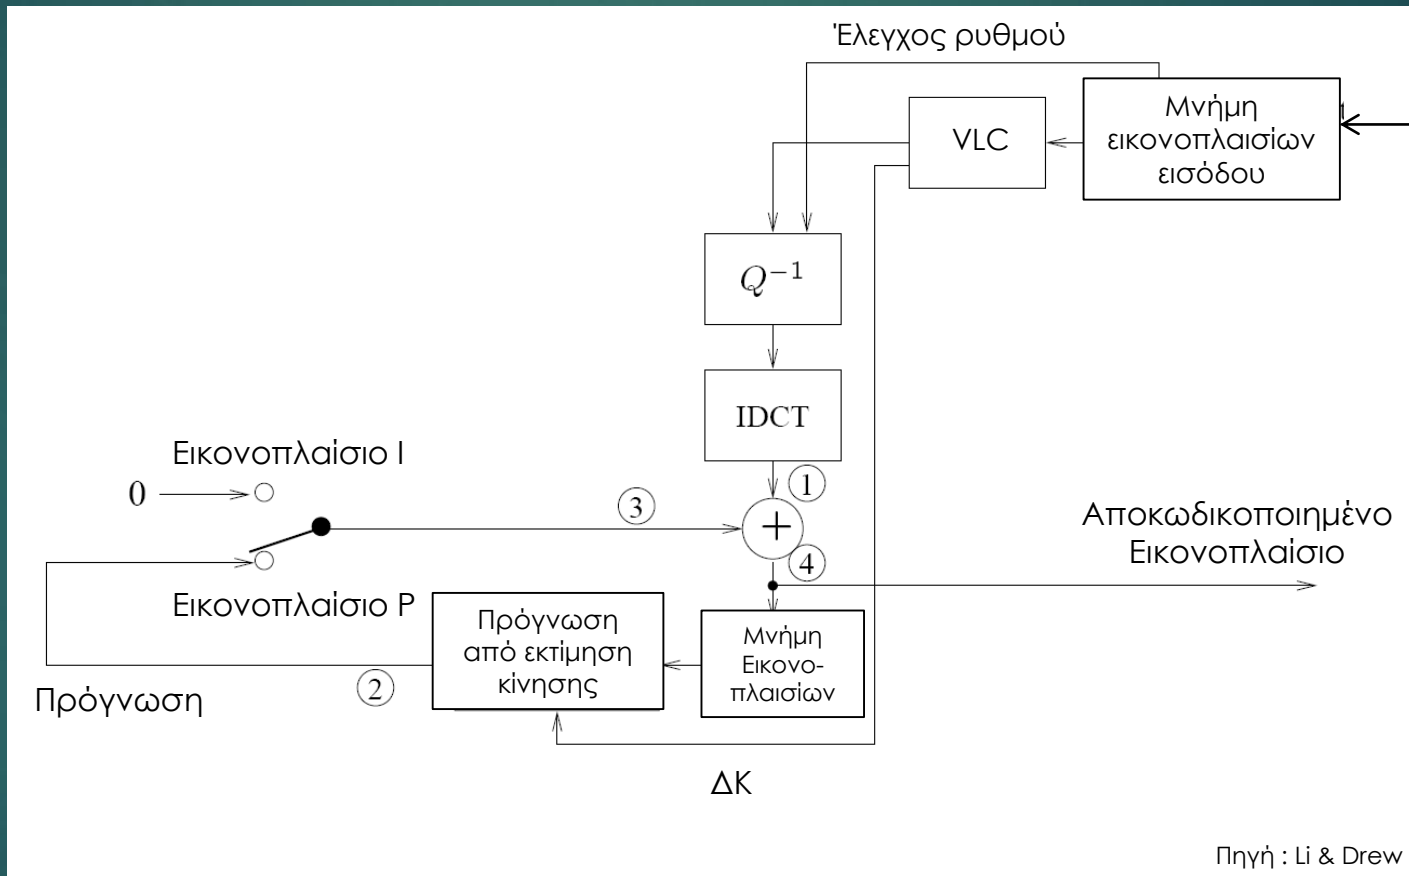 Έλεγχος ρυθμού
Μνήμη
εικονοπλαισίων
εισόδου
VLC
Q⁻¹
IDCT
Εικονοπλαίσιο Ι
0
1
3
+
Αποκωδικοποιημένο
Εικονοπλαίσιο
4
Εικονοπλαίσιο P
Πρόγνωση
από εκτίμηση
κίνησης
Μνήμη
Εικονο-
πλαισίων
2
Πρόγνωση
ΔΚ
Πηγή : Li & Drew